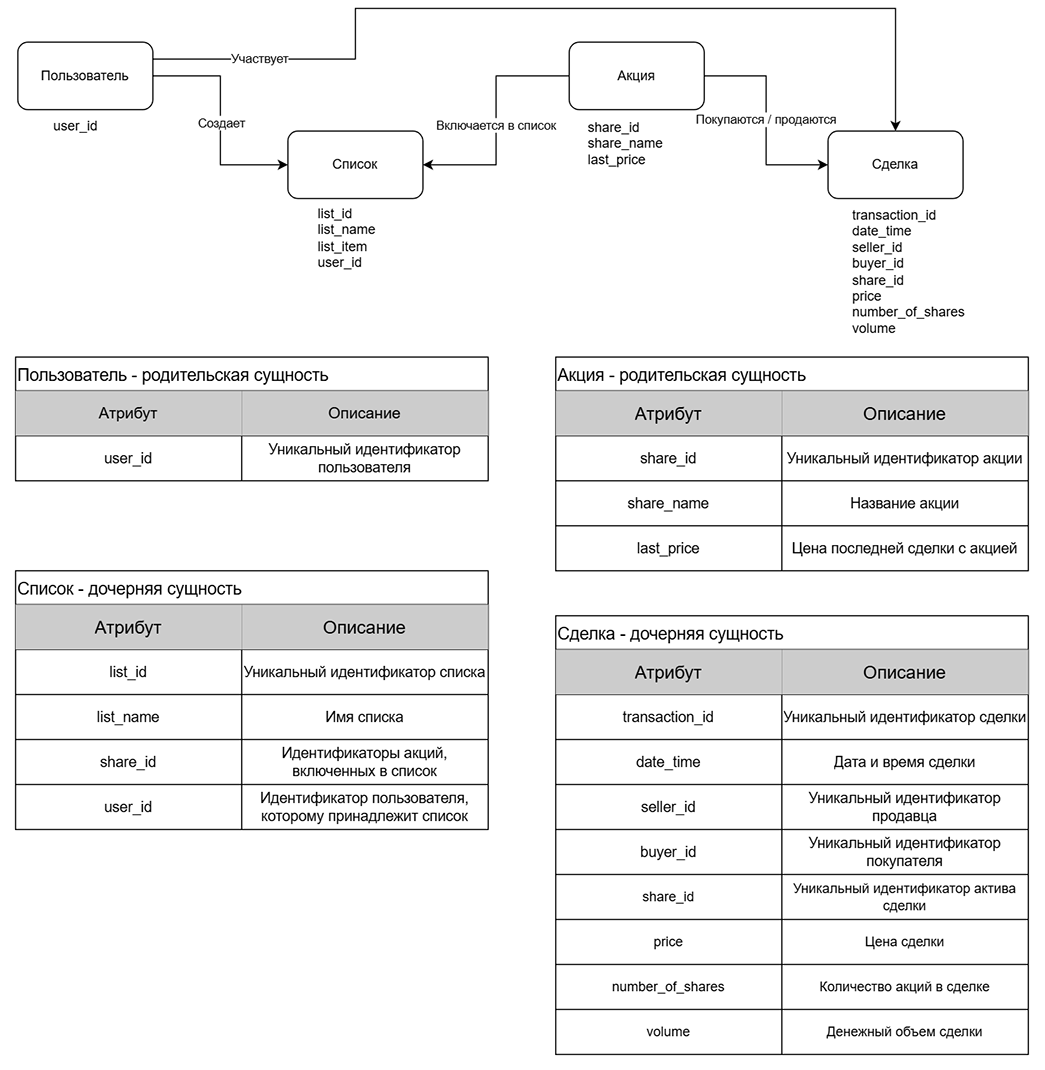 Участвует
Пользователь
user_id
Создает
Список
list_id
list_name
list_item
user_id
Включается в список
Акция
share_id
share_name
last_price
Покупаются / продаются
Сделка
transaction_id
date_time
seller_id
buyer_id
share_id
price
number_of_shares
volume
Пользователь - родительская сущность
Атрибут Описание
user_id Уникальный идентификатор
пользователя
Список - дочерняя сущность
Атрибут Описание
list_id Уникальный идентификатор списка
list_name Имя списка
share_id Идентификаторы акций,
включенных в список
user_id Идентификатор пользователя,
которому принадлежит список
Акция - родительская сущность
Атрибут Описание
share_id Уникальный идентификатор акции
share_name Название акции
last_price Цена последней сделки с акцией
Сделка - дочерняя сущность
Атрибут Описание
transaction_id Уникальный идентификатор сделки
date_time Дата и время сделки
seller_id Уникальный идентификатор
продавца
buyer_id Уникальный идентификатор
покупателя
share_id Уникальный идентификатор актива
сделки
price Цена сделки
number_of_shares Количество акций в сделке
volume Денежный объем сделки